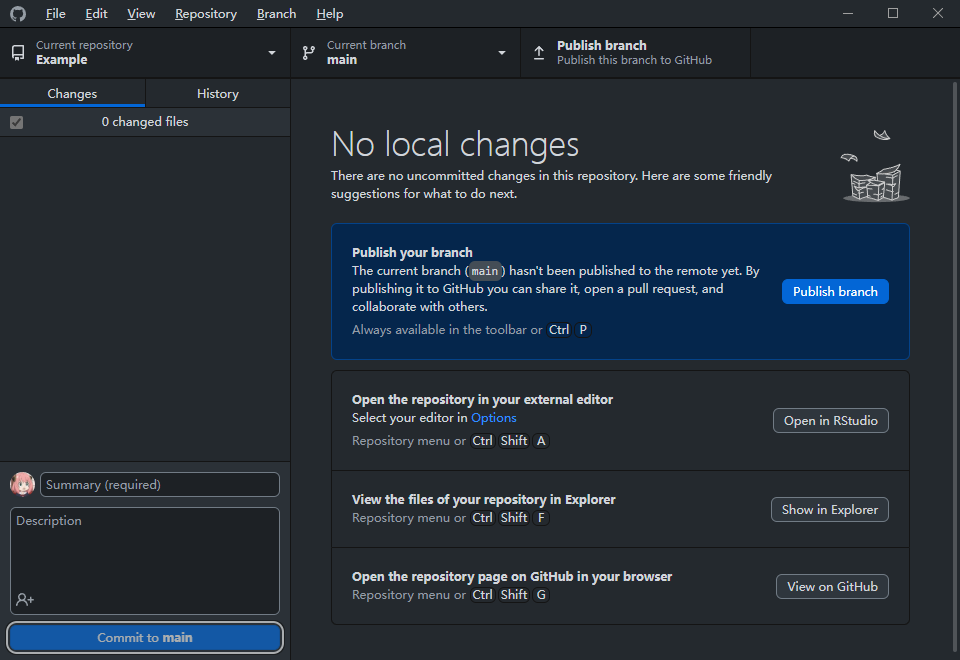 File Edit View Repository Branch Help
Current repository
Example
Current branch
main
Publish branch
Publish this branch to GitHub
Changes
History
0 changed files
No local changes
There are no uncommitted changes in this repository. Here are some friendly
suggestions for what to do next.
Publish your branch
The current branch (main) hasn't been published to the remote yet. By
publishing it to GitHub you can share it, open a pull request, and
collaborate with others.
Always available in the toolbar or Ctrl P
Publish branch
Open the repository in your external editor
Select your editor in Options
Repository menu or Ctrl Shift A
Open in RStudio
View the files of your repository in Explorer
Repository menu or Ctrl Shift F
Show in Explorer
Open the repository page on GitHub in your browser
Repository menu or Ctrl Shift G
View on GitHub
Summary (required)
Description
Commit to main